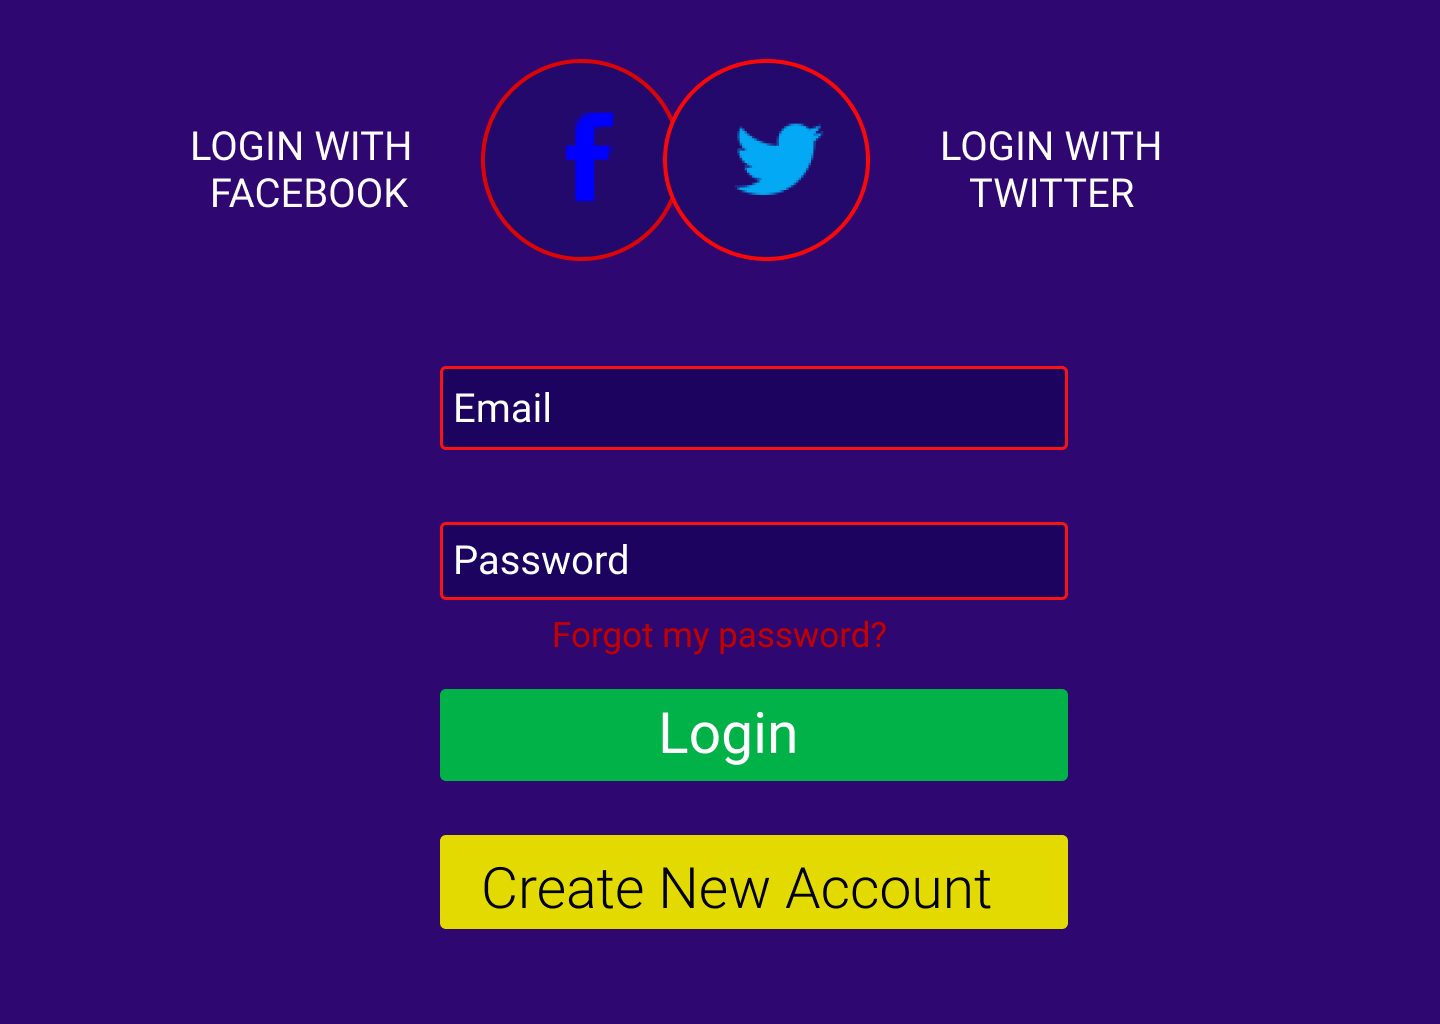 LOGIN WITH
FACEBOOK
LOGIN WITH
TWITTER
Email
Password
Forgot my password?
Login
Create New Account